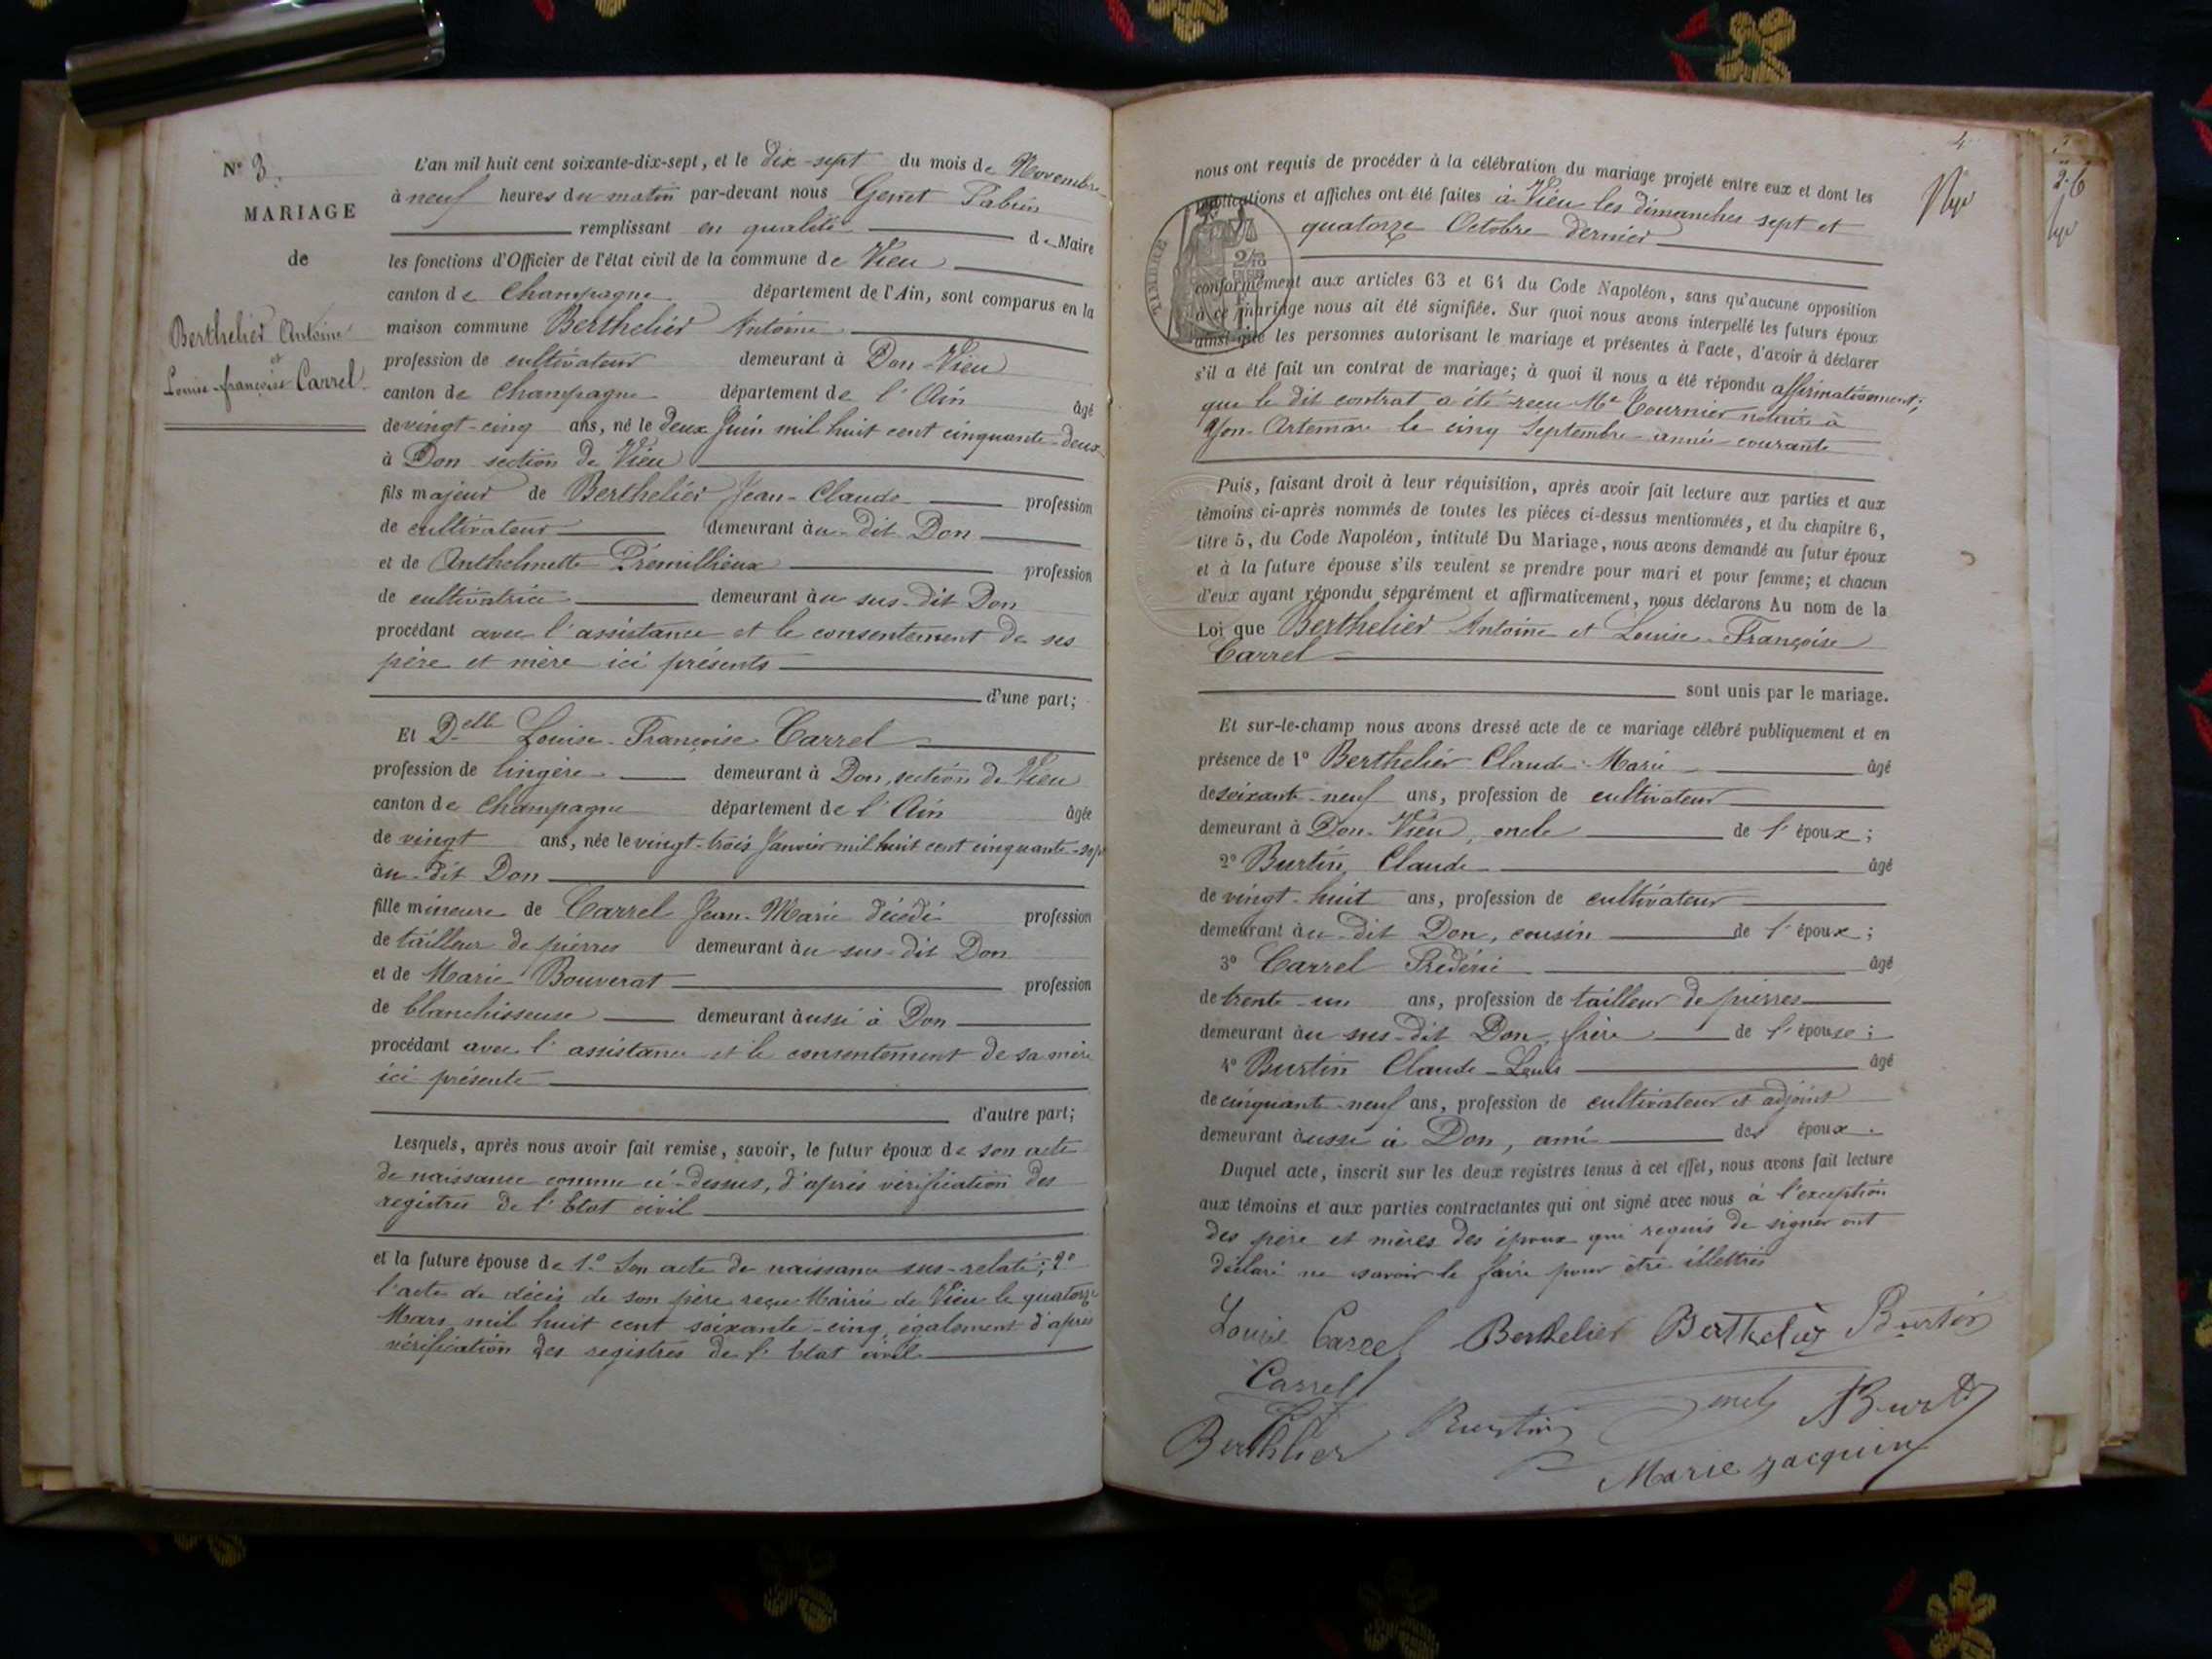 N° 3.
MARIAGE
de
Berthelier Antoine
et
Louise-françoise Carrel
L'an mil huit cent soixante-dix-sept, et le dix-sept du mois de Novembre
à neuf heures du matin par-devant nous Genet
remplissant en qualité de Maire
les fonctions d'Officier de l'état civil de la commune de Vieu
canton de Champagne département de l'Ain, sont comparus en la
maison commune Berthelier Antoine
profession de cultivateur demeurant à Don-Vieu
canton de Champagne département de l'Ain âgé
de vingt-cinq ans, né le deux Juin mil huit cent cinquante-deux
à Don section de Vieu
fils majeur de Berthelier Jean-Claude profession
de cultivateur demeurant àu-dit Don
et de Anthelmette Prémillieux profession
de cultivatrice demeurant àu sus-dit Don
procédant avec l'assistance et le consentement de ses
père et mère ici présents
d'une part;
Et Delle Louise-Françoise Carrel
profession de lingère demeurant à Don, section de Vieu
canton de Champagne département de l'Ain âgée
de vingt ans, née le vingt-trois Janvier mil huit cent cinquante-sept
àu-dit Don
fille mineure de Carrel Jean-Marie décédé profession
de tailleur de pierres demeurant àu sus-dit Don
et de Marie Bouverat profession
de blanchisseuse demeurant àussi à Don
procédant avec l'assistance et le consentement de sa mère
ici présente
d'autre part;
Lesquels, après nous avoir fait remise, savoir, le futur époux de son acte
de naissance comme ci-dessus, d'après vérification des
registres de l'Etat civil
et la future épouse de 1° Son acte de naissance sus-relaté; 2°
l'acte de décès de son père reçu Mairie de Vieu le quatorze
Mars mil huit cent soixante-cinq, également d'après
vérification des registres de l'Etat civil
4
nous ont requis de procéder à la célébration du mariage projeté entre eux et dont les
publications et affiches ont été faites à Vieu les dimanches sept et
quatorze Octobre dernier
TIMBRE
conformément aux articles 63 et 64 du Code Napoléon, sans qu'aucune opposition
à ce mariage nous ait été signifiée. Sur quoi nous avons interpellé les futurs époux
ainsi que les personnes autorisant le mariage et présentes à l'acte, d'avoir à déclarer
s'il a été fait un contrat de mariage; à quoi il nous a été répondu affirmativement;
que le dit contrat a été reçu Me Tournier notaire à
Yon-Artemare le cinq Septembre année courante
Puis, faisant droit à leur réquisition, après avoir fait lecture aux parties et aux
témoins ci-après nommés de toutes les pièces ci-dessus mentionnées, et du chapitre 6,
titre 5, du Code Napoléon, intitulé Du Mariage, nous avons demandé au futur époux
et à la future épouse s'ils veulent se prendre pour mari et pour femme; et chacun
d'eux ayant répondu séparément et affirmativement, nous déclarons Au nom de la
Loi que Berthelier Antoine et Louise-Françoise
Carrel
sont unis par le mariage.
Et sur-le-champ nous avons dressé acte de ce mariage célébré publiquement et en
présence de 1° Berthelier Claude-Marie âgé
de soixante-neuf ans, profession de cultivateur
demeurant à Don-Vieu, oncle de l'époux;
2° Burtin Claude âgé
de vingt-huit ans, profession de cultivateur
demeurant àu-dit Don, cousin de l'époux;
3° Carrel Frédéric âgé
de trente-un ans, profession de tailleur de pierres
demeurant àu sus-dit Don, frère de l'épouse;
4° Burtin Claude-Louis âgé
de cinquante-neuf ans, profession de cultivateur et adjoint
demeurant àussi à Don, ami des époux.
Duquel acte, inscrit sur les deux registres tenus à cet effet, nous avons fait lecture
aux témoins et aux parties contractantes qui ont signé avec nous à l'exception
des père et mères des époux qui requis de signer ont
déclaré ne savoir le faire pour être illettrés
Louise Carrel Berthelier Berthelier Burtin
Carrel
Berthlier Burtin
Marie jacquin